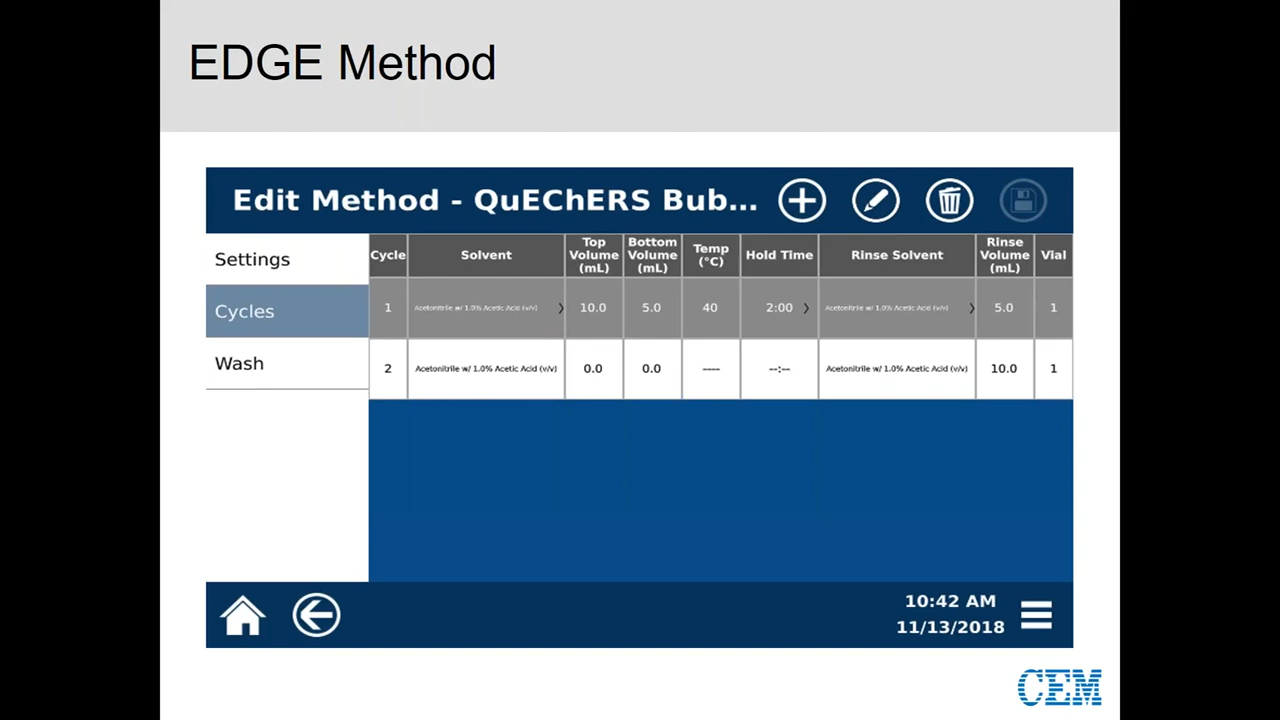 EDGE Method
Edit Method - QuEChERS Bub...
Settings
Cycles
Wash
Cycle Solvent Top Volume (mL) Bottom Volume (mL) Temp (°C) Hold Time Rinse Solvent Rinse Volume (mL) Vial
1 Acetonitrile w/ 1.0% Acetic Acid (v/v) 10.0 5.0 40 2:00 Acetonitrile w/ 1.0% Acetic Acid (v/v) 5.0 1
2 Acetonitrile w/ 1.0% Acetic Acid (v/v) 0.0 0.0 ---- --:-- Acetonitrile w/ 1.0% Acetic Acid (v/v) 10.0 1
10:42 AM
11/13/2018
CEM